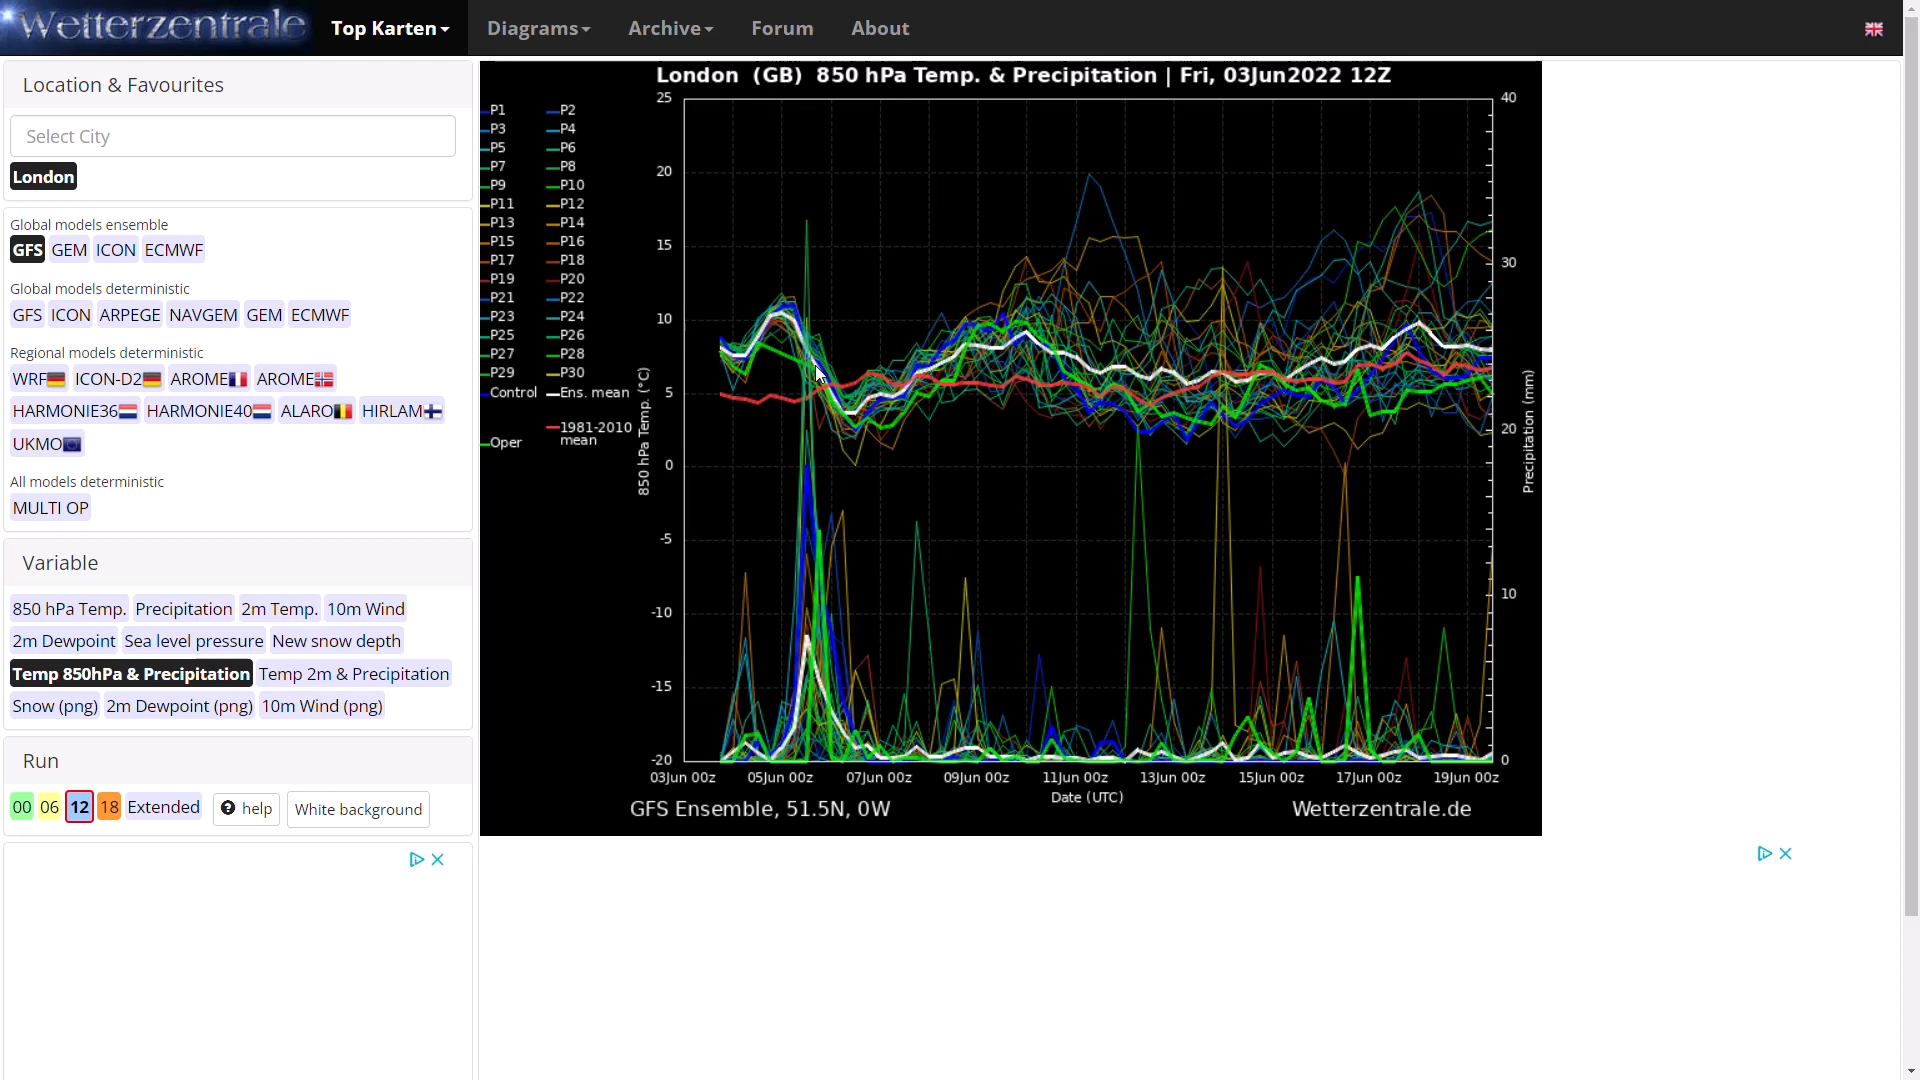 Wetterzentrale
Top Karten Diagrams Archive Forum About
Location & Favourites
Select City
London
Global models ensemble
GFS GEM ICON ECMWF
Global models deterministic
GFS ICON ARPEGE NAVGEM GEM ECMWF
Regional models deterministic
WRF ICON-D2 AROME AROME
HARMONIE36 HARMONIE40 ALARO HIRLAM
UKMO
All models deterministic
MULTI OP
Variable
850 hPa Temp. Precipitation 2m Temp. 10m Wind
2m Dewpoint Sea level pressure New snow depth
Temp 850hPa & Precipitation Temp 2m & Precipitation
Snow (png) 2m Dewpoint (png) 10m Wind (png)
Run
00 06 12 18 Extended help White background
London (GB) 850 hPa Temp. & Precipitation | Fri, 03Jun2022 12Z
P1 P2
P3 P4
P5 P6
P7 P8
P9 P10
P11 P12
P13 P14
P15 P16
P17 P18
P19 P20
P21 P22
P23 P24
P25 P26
P27 P28
P29 P30
Control Ens. mean
Oper 1981-2010
mean
850 hPa Temp. (°C)
25
20
15
10
5
0
-5
-10
-15
-20
40
30
20
10
0
Precipitation (mm)
03Jun 00z 05Jun 00z 07Jun 00z 09Jun 00z 11Jun 00z 13Jun 00z 15Jun 00z 17Jun 00z 19Jun 00z
Date (UTC)
GFS Ensemble, 51.5N, 0W Wetterzentrale.de